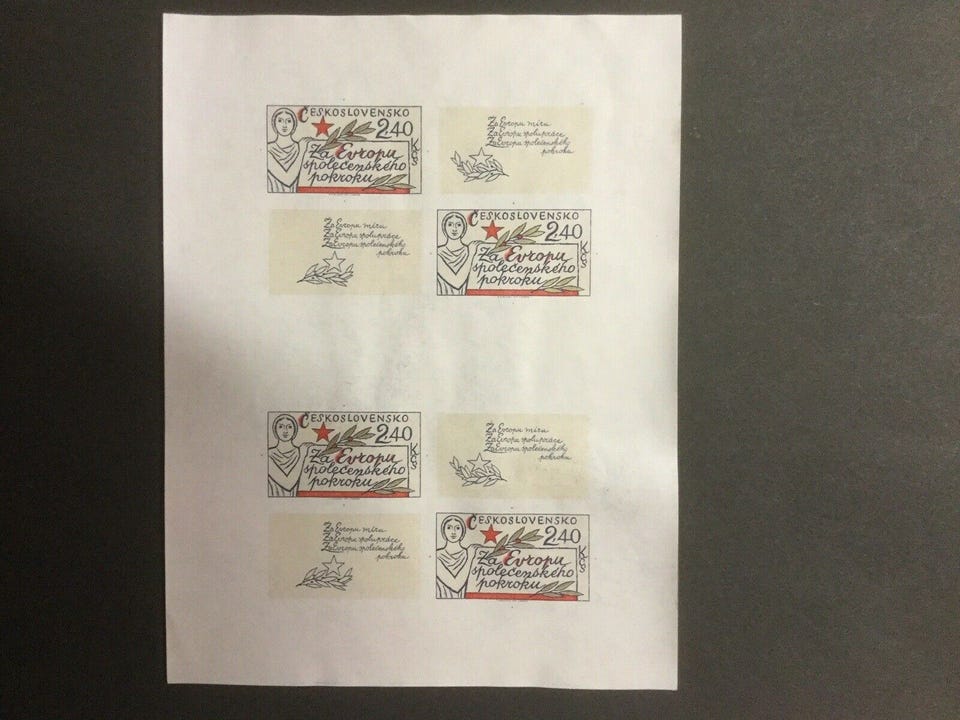 ČESKOSLOVENSKO
2.40 Kčs
Za Evropu
společenského
pokroku
Za Evropu míru
Za Evropu spolupráce
Za Evropu společenského
pokroku
Za Evropu míru
Za Evropu spolupráce
Za Evropu společenského
pokroku
ČESKOSLOVENSKO
2.40 Kčs
Za Evropu
společenského
pokroku
ČESKOSLOVENSKO
2.40 Kčs
Za Evropu
společenského
pokroku
Za Evropu míru
Za Evropu spolupráce
Za Evropu společenského
pokroku
Za Evropu míru
Za Evropu spolupráce
Za Evropu společenského
pokroku
ČESKOSLOVENSKO
2.40 Kčs
Za Evropu
společenského
pokroku